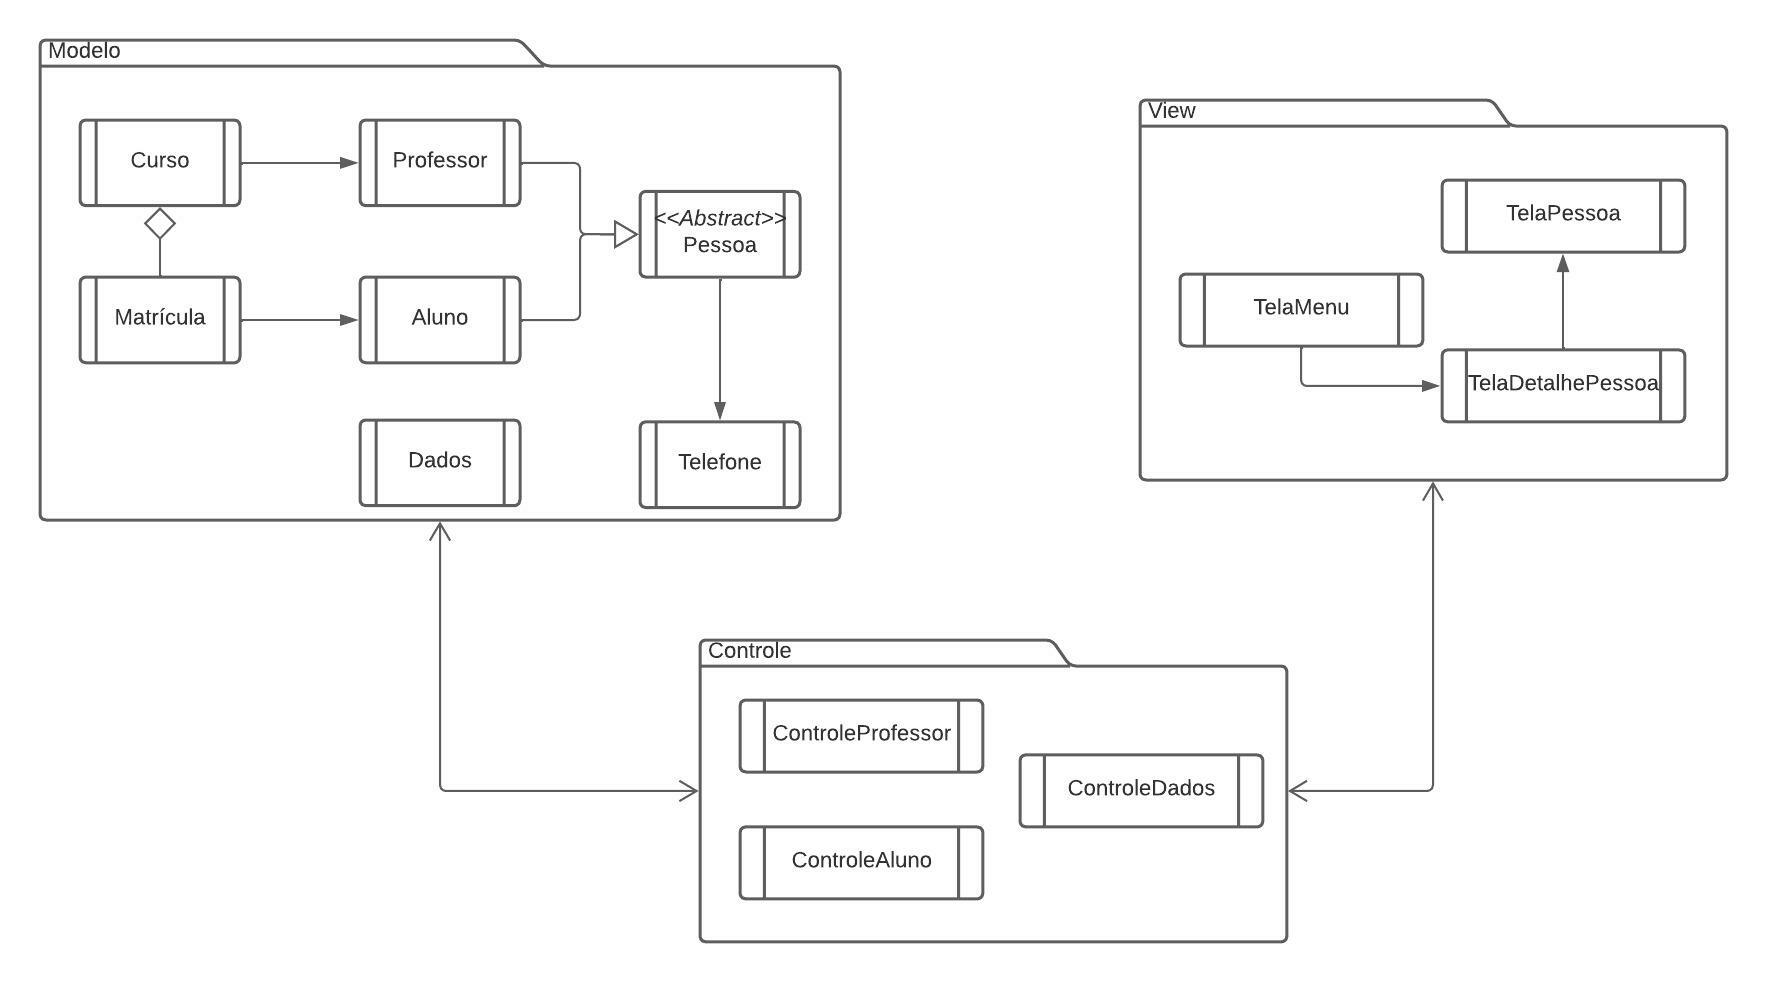 Modelo
Curso
Professor
<<Abstract>>
Pessoa
Matrícula
Aluno
Dados
Telefone
View
TelaPessoa
TelaMenu
TelaDetalhePessoa
Controle
ControleProfessor
ControleDados
ControleAluno